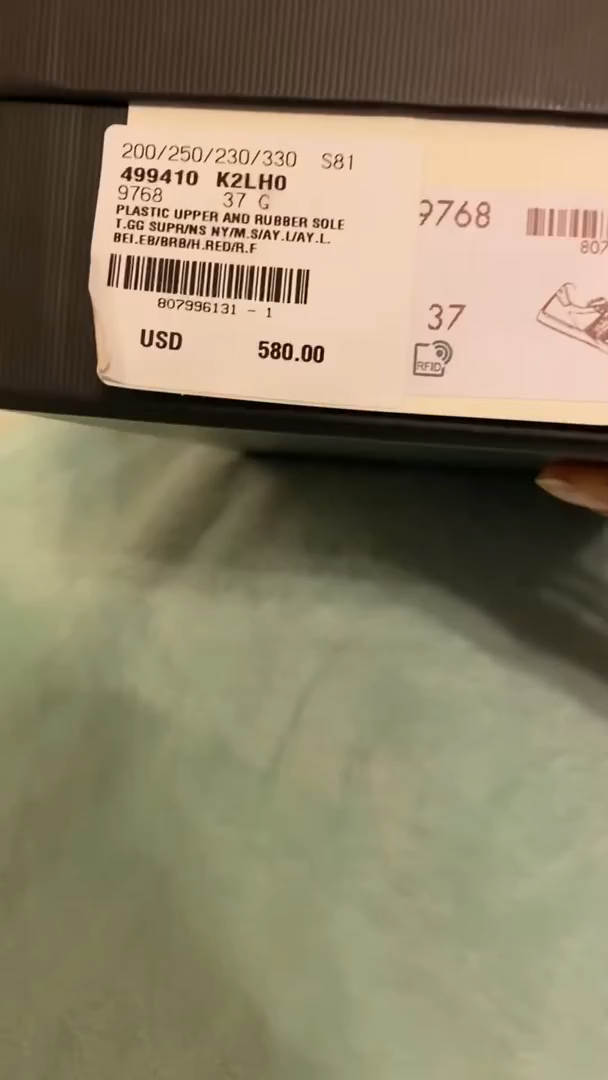 200/250/230/330 S81
499410 K2LH0
9768 37 G
PLASTIC UPPER AND RUBBER SOLE
T.GG SUPR/NS NY/M.S/AY.L/AY.L.
BEI.EB/BRB/H.RED/R.F
807996131 - 1
USD 580.00
9768
807
37
RFID